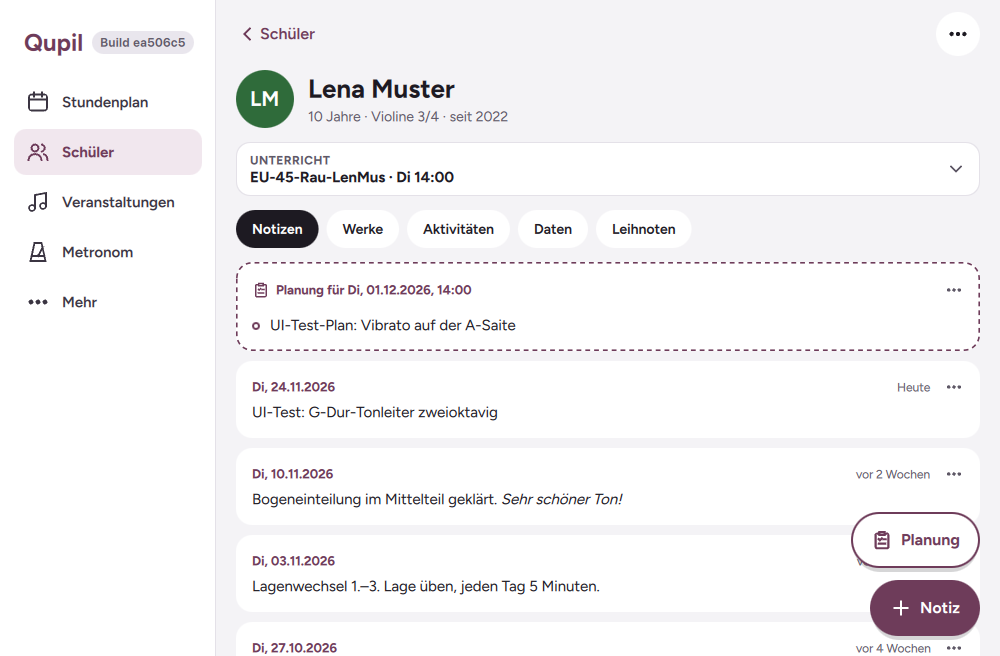 Qupil
Build ea506c5
Stundenplan
Schüler
Veranstaltungen
Metronom
Mehr
Schüler
LM
Lena Muster
10 Jahre · Violine 3/4 · seit 2022
UNTERRICHT
EU-45-Rau-LenMus · Di 14:00
Notizen
Werke
Aktivitäten
Daten
Leihnoten
Planung für Di, 01.12.2026, 14:00
UI-Test-Plan: Vibrato auf der A-Saite
Di, 24.11.2026
Heute
UI-Test: G-Dur-Tonleiter zweioktavig
Di, 10.11.2026
vor 2 Wochen
Bogeneinteilung im Mittelteil geklärt. Sehr schöner Ton!
Planung
Di, 03.11.2026
Lagenwechsel 1.–3. Lage üben, jeden Tag 5 Minuten.
Notiz
Di, 27.10.2026
vor 4 Wochen